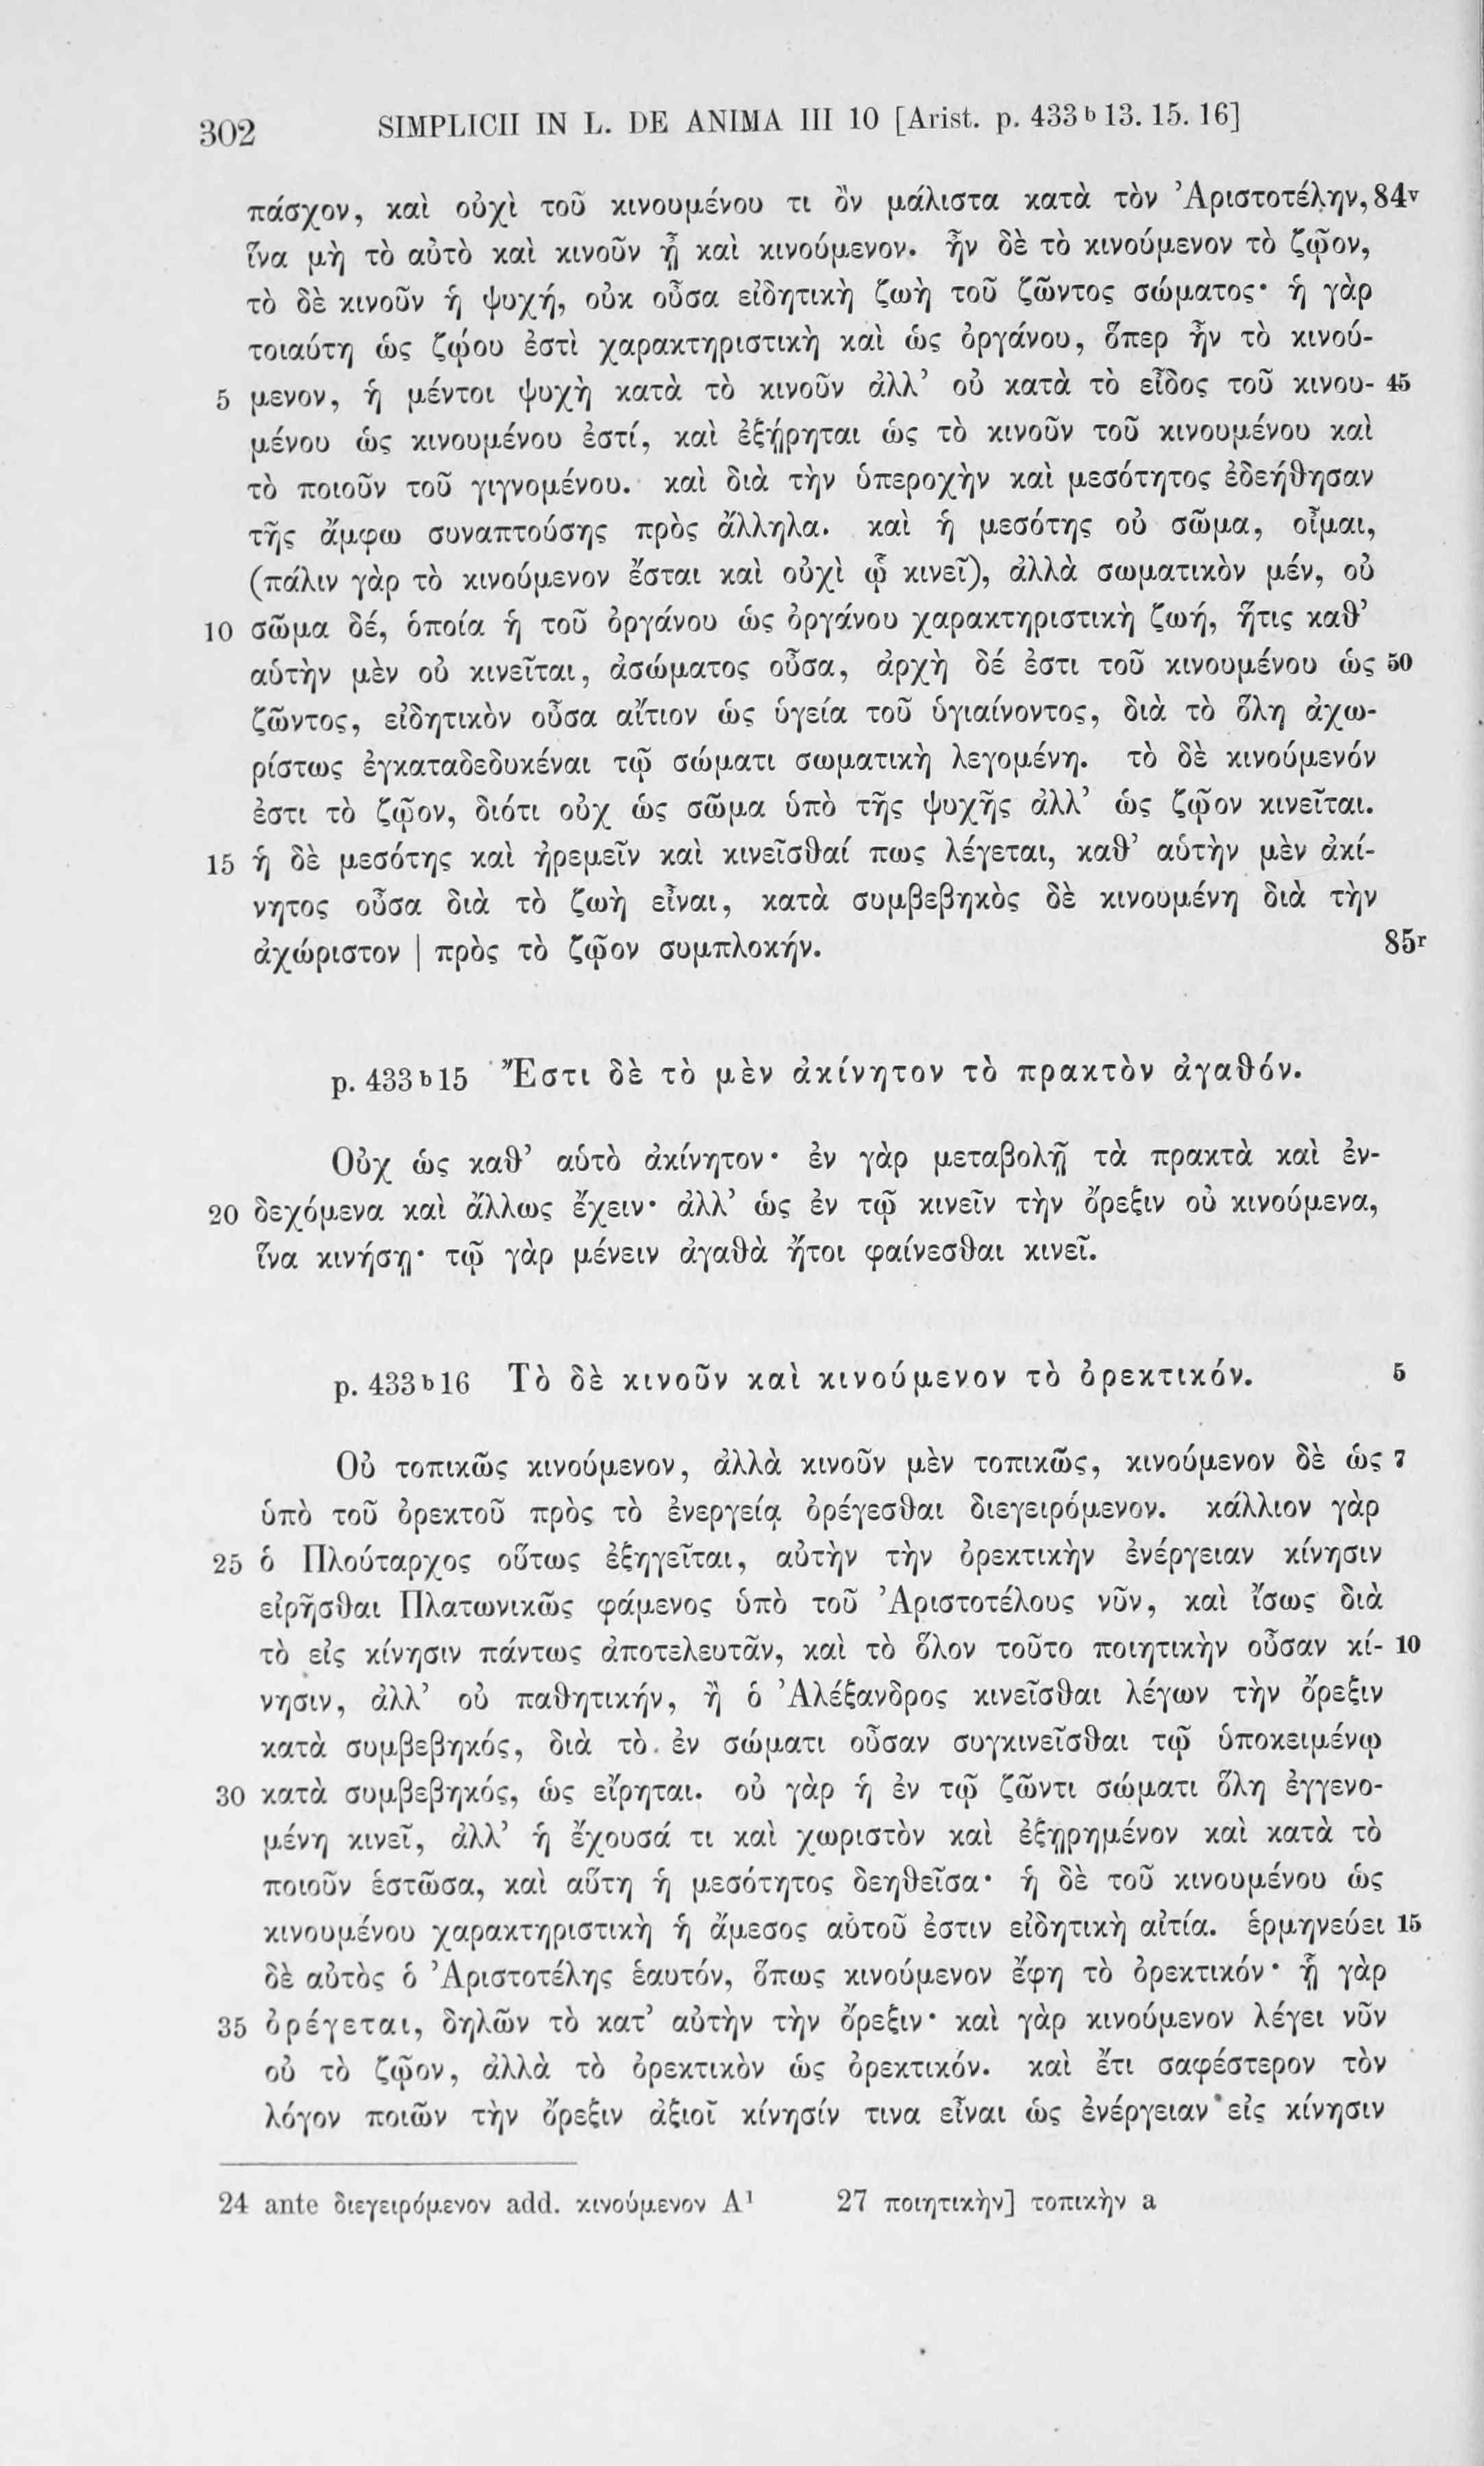 302 SIMPLICII IN L. DE ANIMA III 10 [Arist. p. 433 b 13. 15. 16]
πάσχον, καὶ οὐχὶ τοῦ κινουμένου τι ὂν μάλιστα κατὰ τὸν Ἀριστοτέλην, 84v
ἵνα μὴ τὸ αὐτὸ καὶ κινοῦν ᾖ καὶ κινούμενον. ἦν δὲ τὸ κινούμενον τὸ ζῷον,
τὸ δὲ κινοῦν ἡ ψυχή, οὐκ οὖσα εἰδητικὴ ζωὴ τοῦ ζῶντος σώματος· ἡ γὰρ
τοιαύτη ὡς ζῴου ἐστὶ χαρακτηριστικὴ καὶ ὡς ὀργάνου, ὅπερ ἦν τὸ κινού-
5 μενον, ἡ μέντοι ψυχὴ κατὰ τὸ κινοῦν ἀλλ’ οὐ κατὰ τὸ εἶδος τοῦ κινου- 45
μένου ὡς κινουμένου ἐστί, καὶ ἐξῄρηται ὡς τὸ κινοῦν τοῦ κινουμένου καὶ
τὸ ποιοῦν τοῦ γιγνομένου. καὶ διὰ τὴν ὑπεροχὴν καὶ μεσότητος ἐδεήθησαν
τῆς ἄμφω συναπτούσης πρὸς ἄλληλα. καὶ ἡ μεσότης οὐ σῶμα, οἶμαι,
(πάλιν γὰρ τὸ κινούμενον ἔσται καὶ οὐχὶ ᾧ κινεῖ), ἀλλὰ σωματικὸν μέν, οὐ
10 σῶμα δέ, ὁποία ἡ τοῦ ὀργάνου ὡς ὀργάνου χαρακτηριστικὴ ζωή, ἥτις καθ’
αὑτὴν μὲν οὐ κινεῖται, ἀσώματος οὖσα, ἀρχὴ δέ ἐστι τοῦ κινουμένου ὡς 50
ζῶντος, εἰδητικὸν οὖσα αἴτιον ὡς ὑγεία τοῦ ὑγιαίνοντος, διὰ τὸ ὅλη ἀχω-
ρίστως ἐγκαταδεδυκέναι τῷ σώματι σωματικὴ λεγομένη. τὸ δὲ κινούμενόν
ἐστι τὸ ζῷον, διότι οὐχ ὡς σῶμα ὑπὸ τῆς ψυχῆς ἀλλ’ ὡς ζῷον κινεῖται.
15 ἡ δὲ μεσότης καὶ ἠρεμεῖν καὶ κινεῖσθαί πως λέγεται, καθ’ αὑτὴν μὲν ἀκί-
νητος οὖσα διὰ τὸ ζωὴ εἶναι, κατὰ συμβεβηκὸς δὲ κινουμένη διὰ τὴν
ἀχώριστον | πρὸς τὸ ζῷον συμπλοκήν. 85r
p. 433 b 15 Ἔστι δὲ τὸ μὲν ἀκίνητον τὸ πρακτὸν ἀγαθόν.
Οὐχ ὡς καθ’ αὑτὸ ἀκίνητον· ἐν γὰρ μεταβολῇ τὰ πρακτὰ καὶ ἐν-
20 δεχόμενα καὶ ἄλλως ἔχειν· ἀλλ’ ὡς ἐν τῷ κινεῖν τὴν ὄρεξιν οὐ κινούμενα,
ἵνα κινήσῃ· τῷ γὰρ μένειν ἀγαθὰ ἤτοι φαίνεσθαι κινεῖ.
p. 433 b 16 Τὸ δὲ κινοῦν καὶ κινούμενον τὸ ὀρεκτικόν. 5
Οὐ τοπικῶς κινούμενον, ἀλλὰ κινοῦν μὲν τοπικῶς, κινούμενον δὲ ὡς 7
ὑπὸ τοῦ ὀρεκτοῦ πρὸς τὸ ἐνεργείᾳ ὀρέγεσθαι διεγειρόμενον. κάλλιον γὰρ
25 ὁ Πλούταρχος οὕτως ἐξηγεῖται, αὐτὴν τὴν ὀρεκτικὴν ἐνέργειαν κίνησιν
εἰρῆσθαι Πλατωνικῶς φάμενος ὑπὸ τοῦ Ἀριστοτέλους νῦν, καὶ ἴσως διὰ
τὸ εἰς κίνησιν πάντως ἀποτελευτᾶν, καὶ τὸ ὅλον τοῦτο ποιητικὴν οὖσαν κί- 10
νησιν, ἀλλ’ οὐ παθητικήν, ἢ ὁ Ἀλέξανδρος κινεῖσθαι λέγων τὴν ὄρεξιν
κατὰ συμβεβηκός, διὰ τὸ ἐν σώματι οὖσαν συγκινεῖσθαι τῷ ὑποκειμένῳ
30 κατὰ συμβεβηκός, ὡς εἴρηται. οὐ γὰρ ἡ ἐν τῷ ζῶντι σώματι ὅλη ἐγγενο-
μένη κινεῖ, ἀλλ’ ἡ ἔχουσά τι καὶ χωριστὸν καὶ ἐξῃρημένον καὶ κατὰ τὸ
ποιοῦν ἑστῶσα, καὶ αὕτη ἡ μεσότητος δεηθεῖσα· ἡ δὲ τοῦ κινουμένου ὡς
κινουμένου χαρακτηριστικὴ ἡ ἄμεσος αὐτοῦ ἐστιν εἰδητικὴ αἰτία. ἑρμηνεύει 15
δὲ αὐτὸς ὁ Ἀριστοτέλης ἑαυτόν, ὅπως κινούμενον ἔφη τὸ ὀρεκτικόν· ᾗ γὰρ
35 ὀρέγεται, δηλῶν τὸ κατ’ αὐτὴν τὴν ὄρεξιν· καὶ γὰρ κινούμενον λέγει νῦν
οὐ τὸ ζῷον, ἀλλὰ τὸ ὀρεκτικὸν ὡς ὀρεκτικόν. καὶ ἔτι σαφέστερον τὸν
λόγον ποιῶν τὴν ὄρεξιν ἀξιοῖ κίνησίν τινα εἶναι ὡς ἐνέργειαν εἰς κίνησιν
24 ante διεγειρόμενον add. κινούμενον A¹ 27 ποιητικὴν] τοπικὴν a